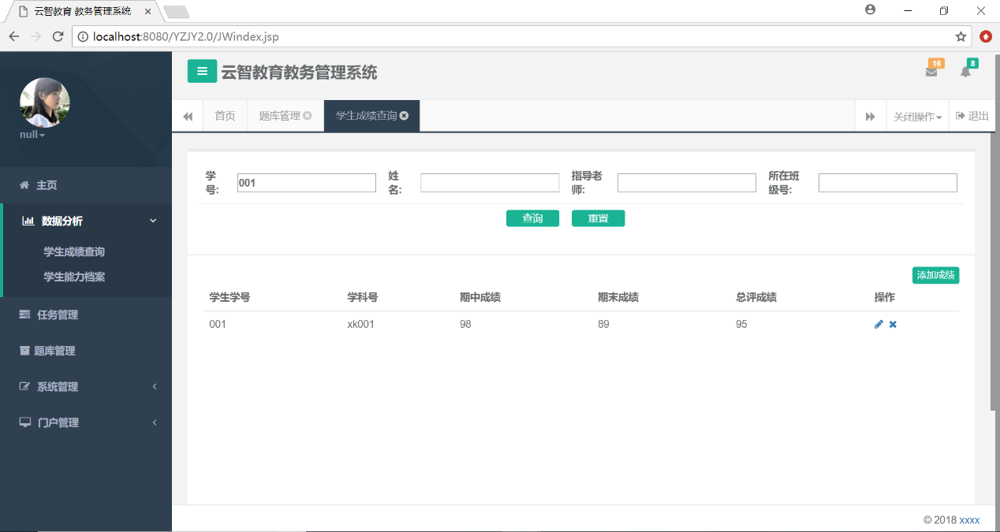 云智教育 教务管理系统
localhost:8080/YZJY2.0/JWindex.jsp
云智教育教务管理系统
16
8
null
首页
题库管理
学生成绩查询
关闭操作
退出
主页
数据分析
学生成绩查询
学生能力档案
任务管理
题库管理
系统管理
门户管理
学号:
001
姓名:
指导老师:
所在班级号:
查询
重置
添加成绩
学生学号 学科号 期中成绩 期末成绩 总评成绩 操作
001 xk001 98 89 95
© 2018 xxxx